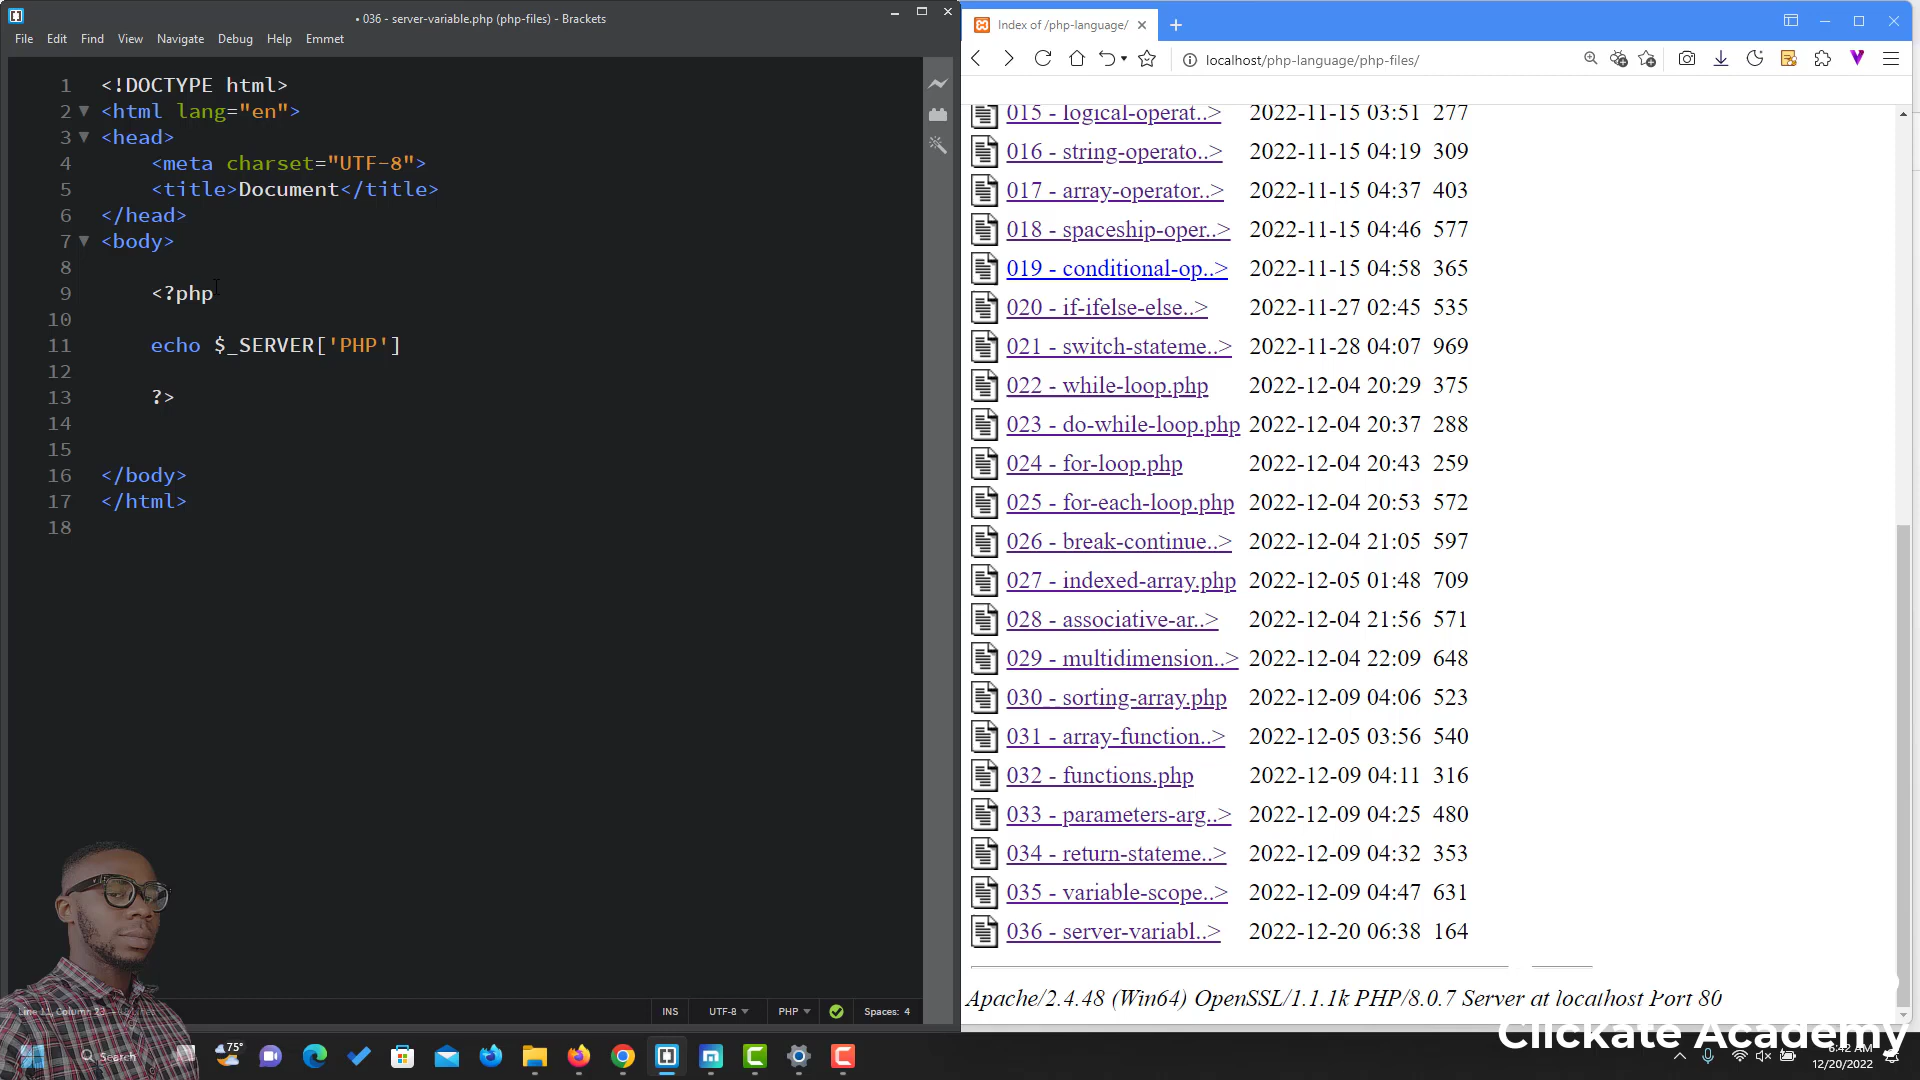 • 036 - server-variable.php (php-files) - Brackets
File Edit Find View Navigate Debug Help Emmet
1 <!DOCTYPE html>
2 <html lang="en">
3 <head>
4 <meta charset="UTF-8">
5 <title>Document</title>
6 </head>
7 <body>
8
9 <?php
10
11 echo $_SERVER['PHP']
12
13 ?>
14
15
16 </body>
17 </html>
18
INS UTF-8 PHP Spaces: 4
Index of /php-language/
localhost/php-language/php-files/
015 - logical-operat..> 2022-11-15 03:51 277
016 - string-operato..> 2022-11-15 04:19 309
017 - array-operator..> 2022-11-15 04:37 403
018 - spaceship-oper..> 2022-11-15 04:46 577
019 - conditional-op..> 2022-11-15 04:58 365
020 - if-ifelse-else..> 2022-11-27 02:45 535
021 - switch-stateme..> 2022-11-28 04:07 969
022 - while-loop.php 2022-12-04 20:29 375
023 - do-while-loop.php 2022-12-04 20:37 288
024 - for-loop.php 2022-12-04 20:43 259
025 - for-each-loop.php 2022-12-04 20:53 572
026 - break-continue..> 2022-12-04 21:05 597
027 - indexed-array.php 2022-12-05 01:48 709
028 - associative-ar..> 2022-12-04 21:56 571
029 - multidimension..> 2022-12-04 22:09 648
030 - sorting-array.php 2022-12-09 04:06 523
031 - array-function..> 2022-12-05 03:56 540
032 - functions.php 2022-12-09 04:11 316
033 - parameters-arg..> 2022-12-09 04:25 480
034 - return-stateme..> 2022-12-09 04:32 353
035 - variable-scope..> 2022-12-09 04:47 631
036 - server-variabl..> 2022-12-20 06:38 164
Apache/2.4.48 (Win64) OpenSSL/1.1.1k PHP/8.0.7 Server at localhost Port 80
Clickate Academy
Search
75°
6:42 AM
12/20/2022